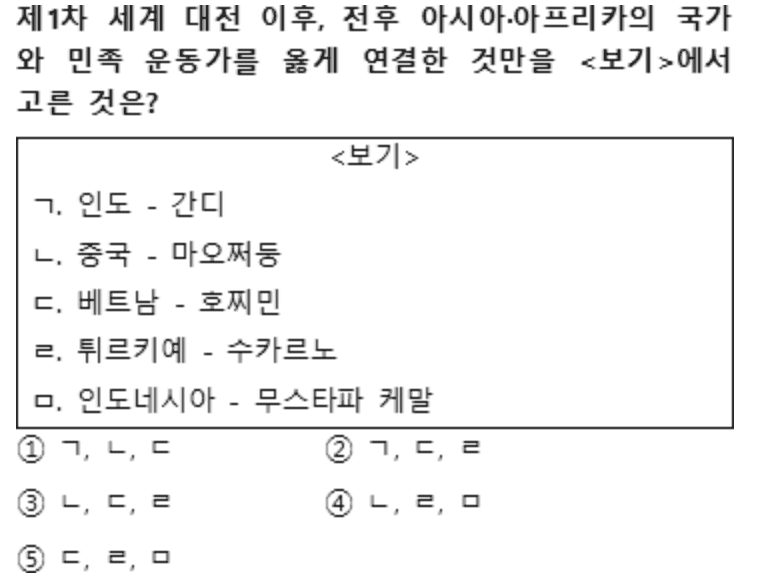 제1차 세계 대전 이후, 전후 아시아·아프리카의 국가
와 민족 운동가를 옳게 연결한 것만을 <보기>에서
고른 것은?
<보기>
ㄱ. 인도 - 간디
ㄴ. 중국 - 마오쩌둥
ㄷ. 베트남 - 호찌민
ㄹ. 튀르키예 - 수카르노
ㅁ. 인도네시아 - 무스타파 케말
① ㄱ, ㄴ, ㄷ ② ㄱ, ㄷ, ㄹ
③ ㄴ, ㄷ, ㄹ ④ ㄴ, ㄹ, ㅁ
⑤ ㄷ, ㄹ, ㅁ